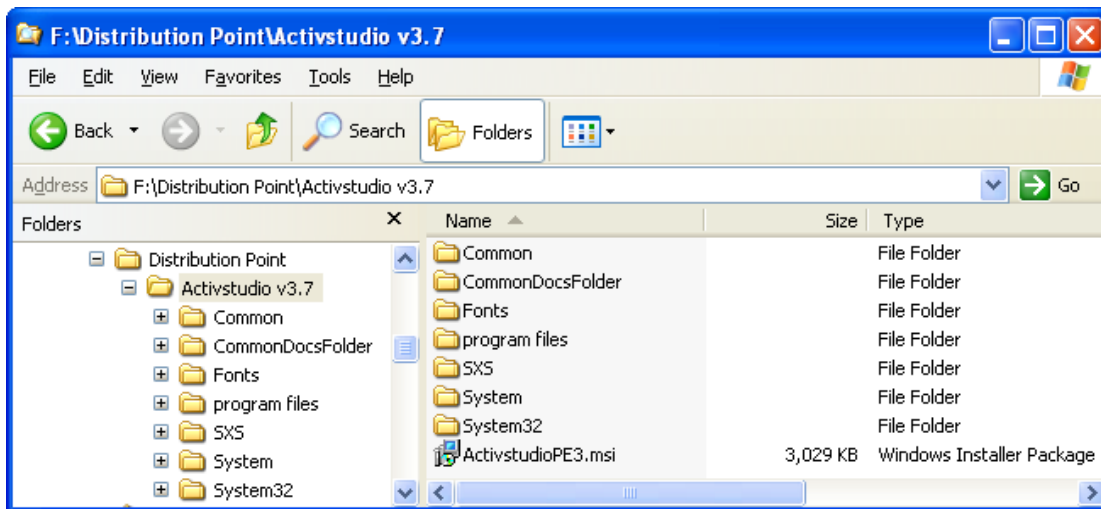 F:\Distribution Point\Activstudio v3.7
File Edit View Favorites Tools Help
Back Search Folders
Address F:\Distribution Point\Activstudio v3.7 Go
Folders x Name Size Type
Distribution Point
Activstudio v3.7
Common
CommonDocsFolder
Fonts
program files
SXS
System
System32
Common File Folder
CommonDocsFolder File Folder
Fonts File Folder
program files File Folder
SXS File Folder
System File Folder
System32 File Folder
ActivstudioPE3.msi 3,029 KB Windows Installer Package